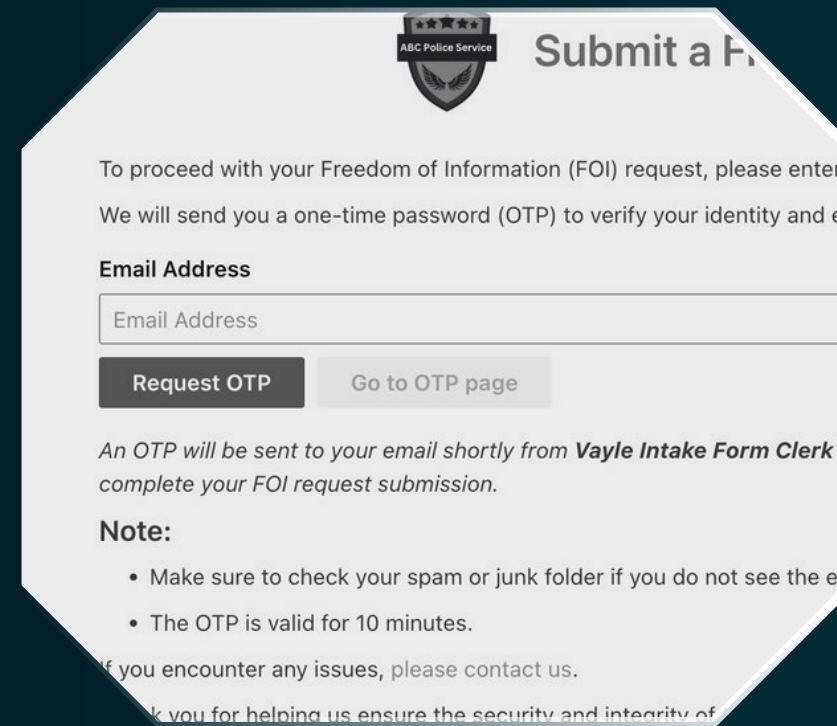 ABC Police Service
Submit a
To proceed with your Freedom of Information (FOI) request, please enter
We will send you a one-time password (OTP) to verify your identity and
Email Address
Email Address
Request OTP
Go to OTP page
An OTP will be sent to your email shortly from Vayle Intake Form Clerk
complete your FOI request submission.
Note:
• Make sure to check your spam or junk folder if you do not see the
• The OTP is valid for 10 minutes.
If you encounter any issues, please contact us.
you for helping us ensure the security and integrity of